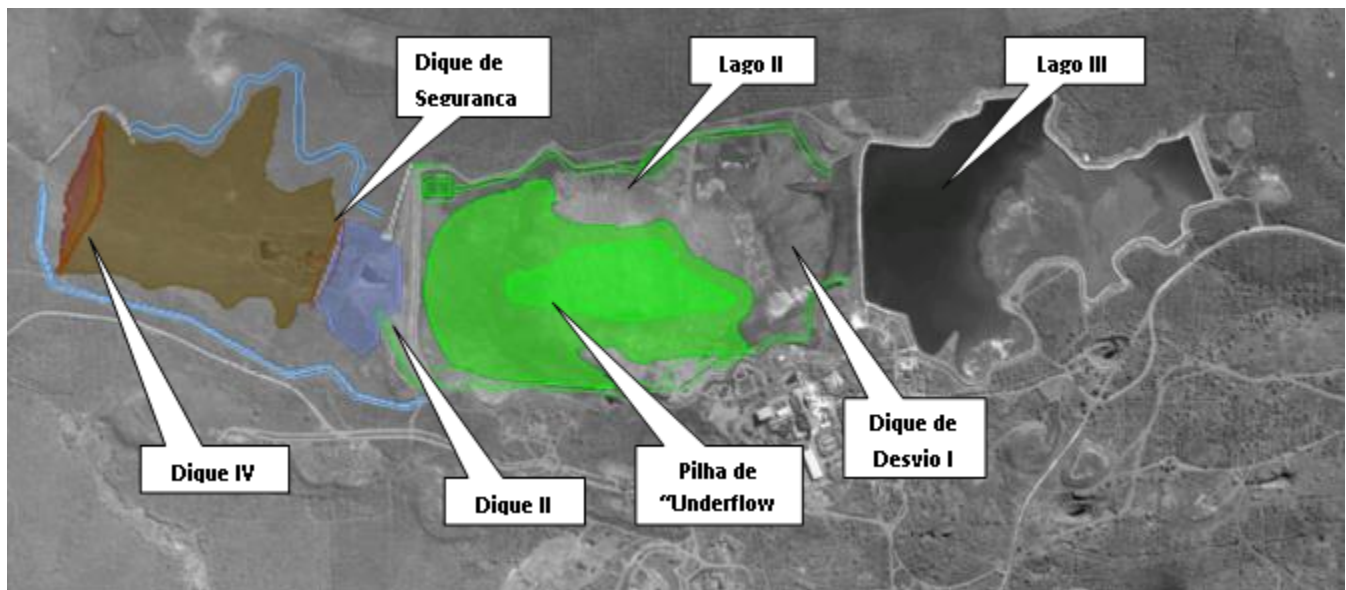 Dique de
Seguranca
Lago II
Lago III
Dique IV
Dique II
Pilha de
“Underflow
Dique de
Desvio I